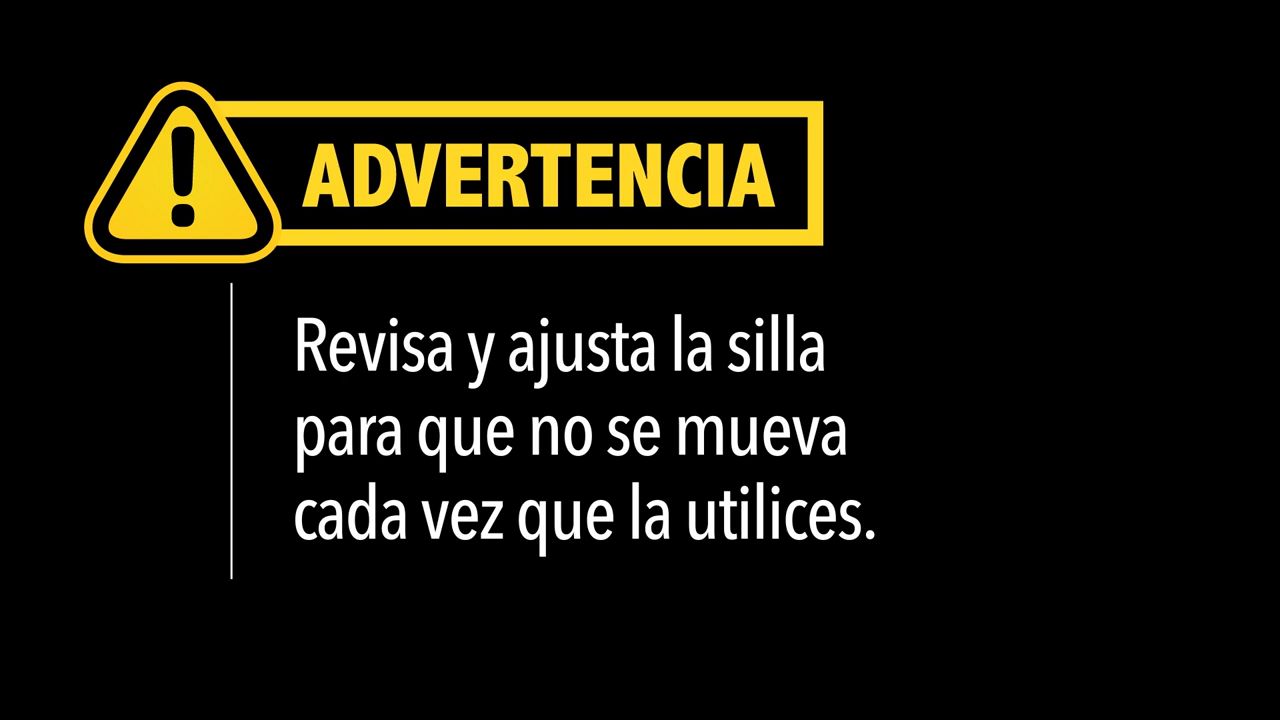 ADVERTENCIA
Revisa y ajusta la silla
para que no se mueva
cada vez que la utilices.